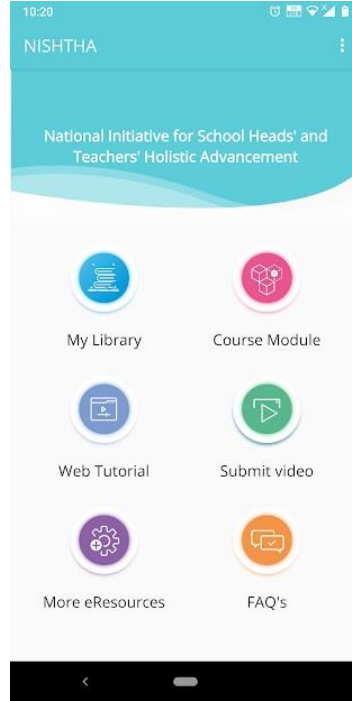 10:20
NISHTHA
National Initiative for School Heads' and
Teachers' Holistic Advancement
My Library
Course Module
Web Tutorial
Submit video
More eResources
FAQ's